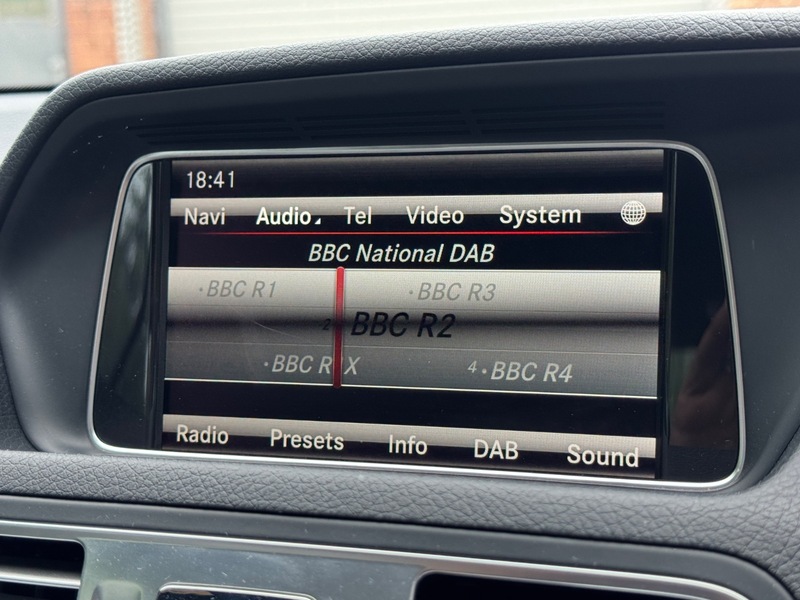 18:41
Navi Audio Tel Video System
BBC National DAB
·BBC R1 ·BBC R3
2 BBC R2
·BBC R X 4·BBC R4
Radio Presets Info DAB Sound